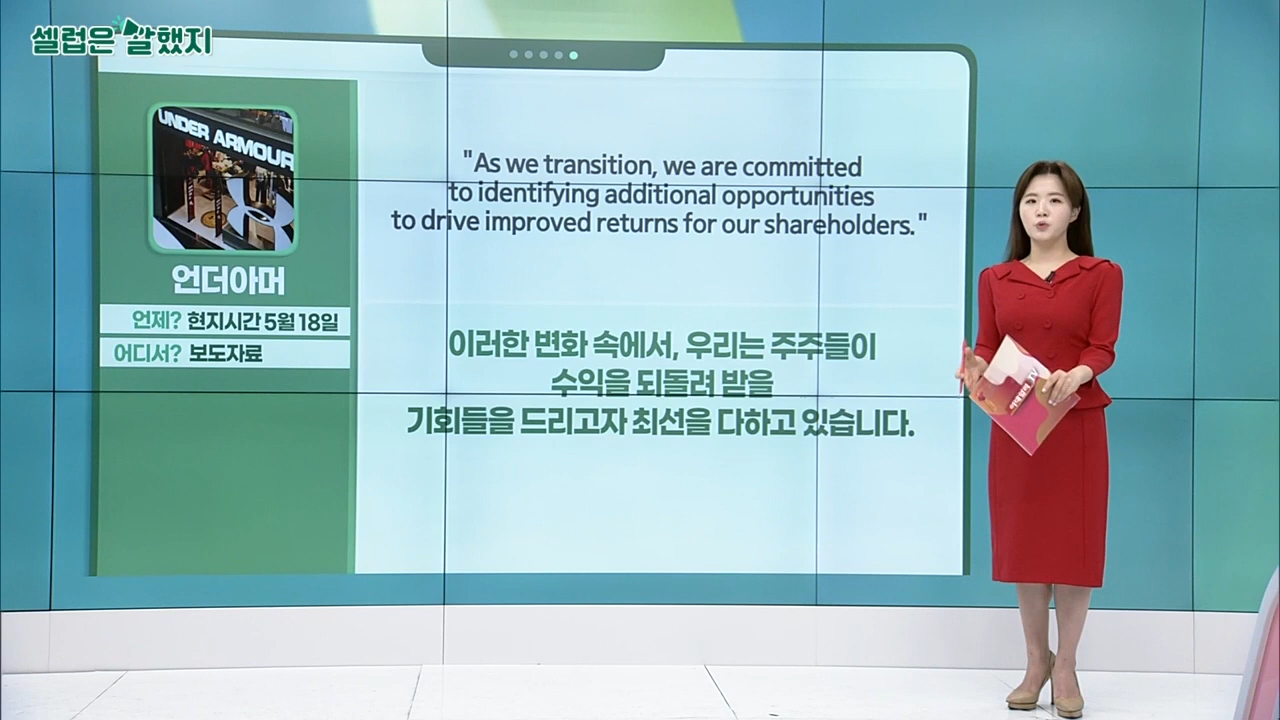 셀럽은 말했지
UNDER ARMOUR
언더아머
언제? 현지시간 5월 18일
어디서? 보도자료
"As we transition, we are committed
to identifying additional opportunities
to drive improved returns for our shareholders."
이러한 변화 속에서, 우리는 주주들이
수익을 되돌려 받을
기회들을 드리고자 최선을 다하고 있습니다.